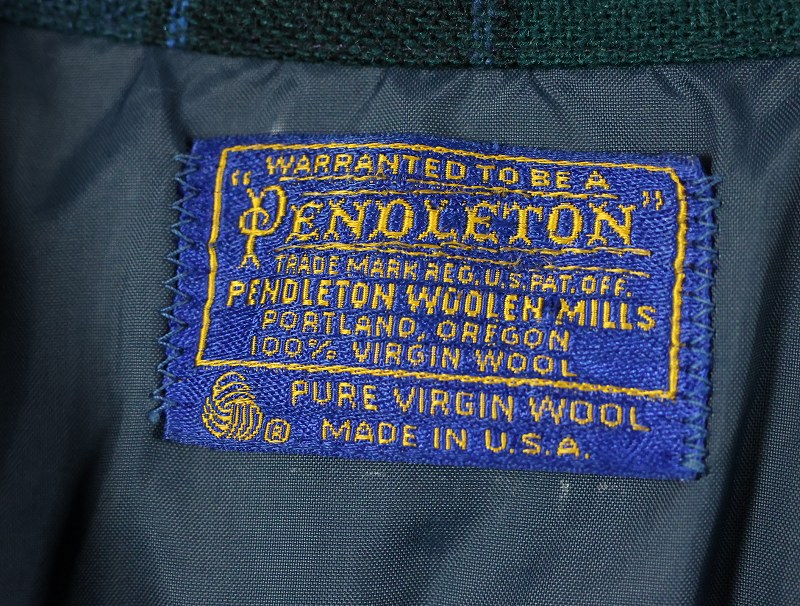 WARRANTED TO BE A
"PENDLETON"
TRADE MARK REG. U.S. PAT. OFF.
PENDLETON WOOLEN MILLS
PORTLAND, OREGON
100% VIRGIN WOOL
PURE VIRGIN WOOL
® MADE IN U.S.A.